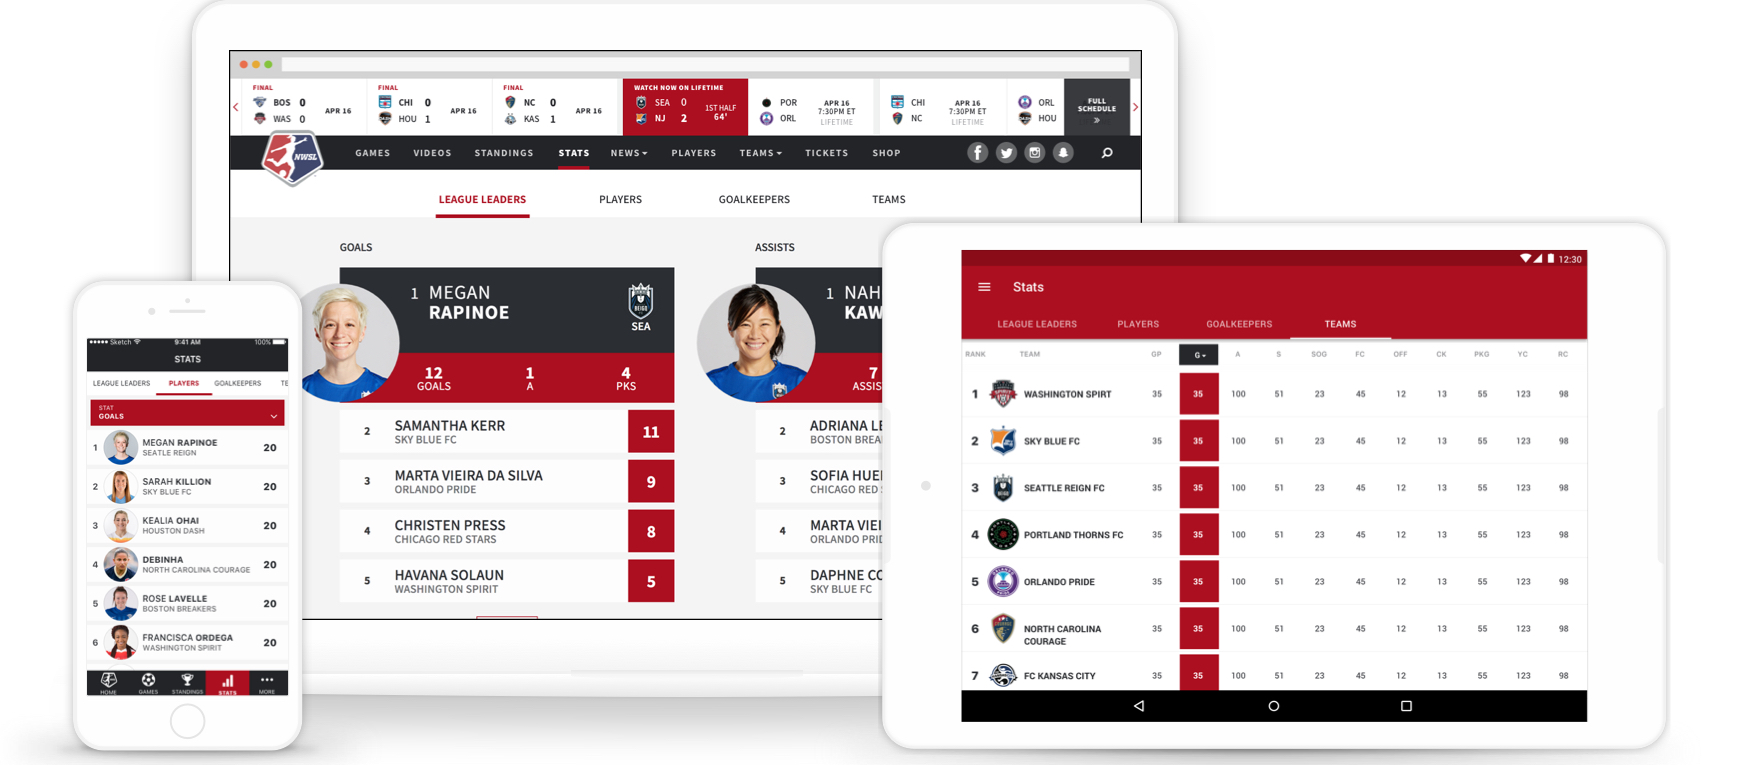 FINAL
BOS 0
WAS 0
APR 16
FINAL
CHI 0
HOU 1
APR 16
FINAL
NC 0
KAS 1
APR 16
WATCH NOW ON LIFETIME
SEA 0
NJ 2
1ST HALF
64'
POR
ORL
APR 16
7:30PM ET
LIFETIME
CHI
NC
APR 16
7:30PM ET
LIFETIME
ORL
HOU
FULL
SCHEDULE
NWSL
GAMES VIDEOS STANDINGS STATS NEWS PLAYERS TEAMS TICKETS SHOP
LEAGUE LEADERS PLAYERS GOALKEEPERS TEAMS
GOALS
1 MEGAN
RAPINOE
SEA
12 1 4
GOALS A PKS
2 SAMANTHA KERR 11
SKY BLUE FC
3 MARTA VIEIRA DA SILVA 9
ORLANDO PRIDE
4 CHRISTEN PRESS 8
CHICAGO RED STARS
5 HAVANA SOLAUN 5
WASHINGTON SPIRIT
ASSISTS
1 NAH
KAW
7
ASSIS
2 ADRIANA LE
BOSTON BREA
3 SOFIA HUE
CHICAGO RED S
4 MARTA VIEI
ORLANDO PRID
5 DAPHNE CO
SKY BLUE FC
Sketch 9:41 AM 100%
STATS
LEAGUE LEADERS PLAYERS GOALKEEPERS TE
STAT
GOALS
1 MEGAN RAPINOE 20
SEATLE REIGN
2 SARAH KILLION 20
SKY BLUE FC
3 KEALIA OHAI 20
HOUSTON DASH
4 DEBINHA 20
NORTH CAROLINA COURAGE
5 ROSE LAVELLE 20
BOSTON BREAKERS
6 FRANCISCA ORDEGA 20
WASHINGTON SPIRIT
HOME GAMES STANDINGS STATS MORE
12:30
Stats
LEAGUE LEADERS PLAYERS GOALKEEPERS TEAMS
RANK TEAM GP G A S SOG FC OFF CK PKG YC RC
1 WASHINGTON SPIRT 35 35 100 51 23 45 12 13 55 123 98
2 SKY BLUE FC 35 35 100 51 23 45 12 13 55 123 98
3 SEATTLE REIGN FC 35 35 100 51 23 45 12 13 55 123 98
4 PORTLAND THORNS FC 35 35 100 51 23 45 12 13 55 123 98
5 ORLANDO PRIDE 35 35 100 51 23 45 12 13 55 123 98
6 NORTH CAROLINA 35 35 100 51 23 45 12 13 55 123 98
COURAGE
7 FC KANSAS CITY 35 35 100 51 23 45 12 13 55 123 98